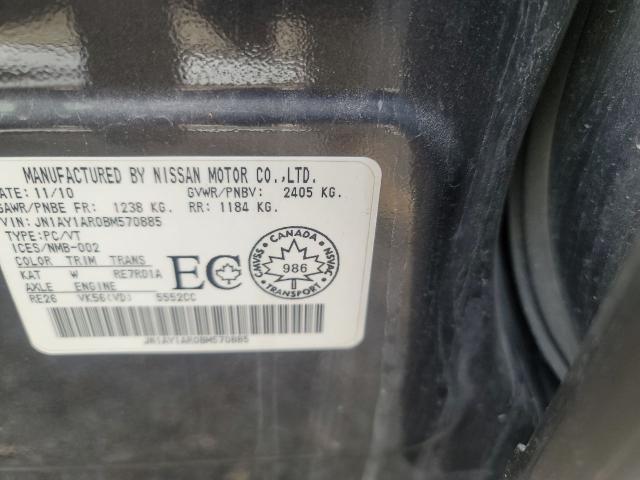 MANUFACTURED BY NISSAN MOTOR CO.,LTD.
DATE: 11/10 GVWR/PNBV: 2405 KG.
GAWR/PNBE FR: 1238 KG. RR: 1184 KG.
VIN: JN1AY1AR0BM570885
TYPE:PC/VT
ICES/NMB-002
COLOR TRIM TRANS
KAT W RE7R01A
AXLE ENGINE
RE26 VK56(VD) 5552CC
EC
CANADA
CMVSS 986 NSVAC
TRANSPORT
JN1AY1AR0BM570885